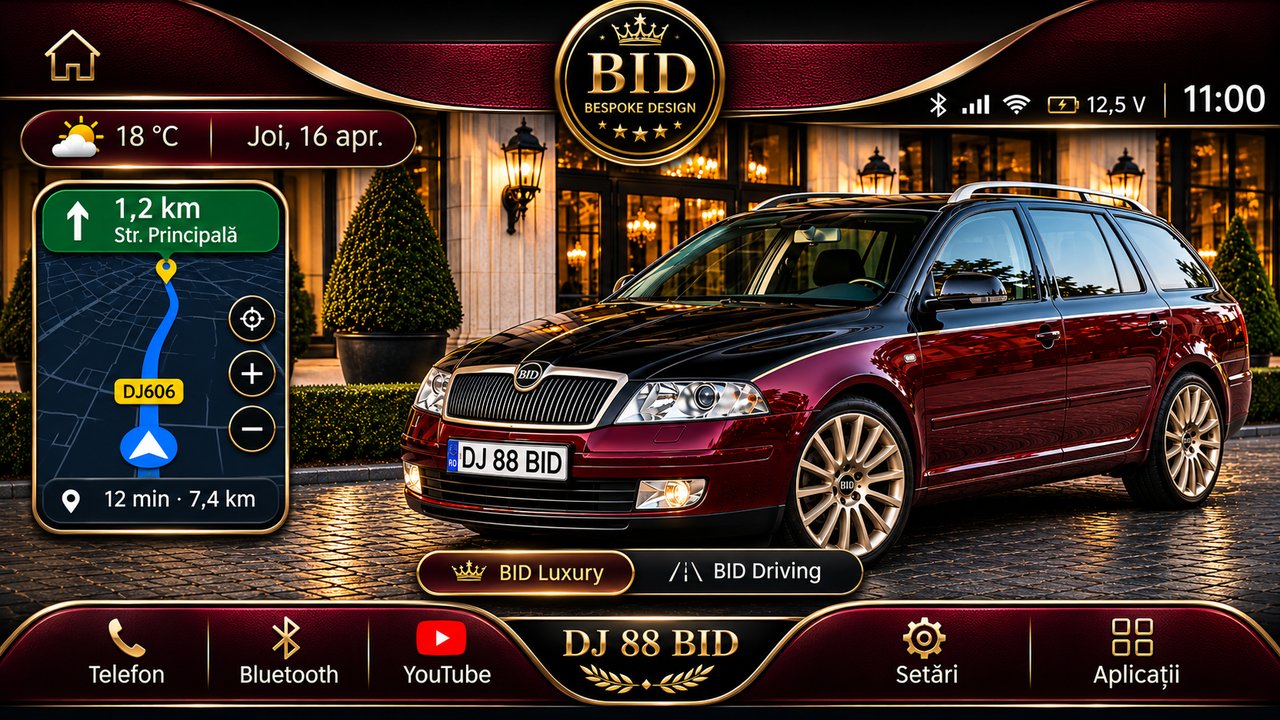 BID
BESPOKE DESIGN
12,5 V
11:00
18 °C
Joi, 16 apr.
1,2 km
Str. Principală
DJ606
12 min · 7,4 km
BID
RO
DJ 88 BID
BID
BID
BID Luxury
BID Driving
Telefon
Bluetooth
YouTube
DJ 88 BID
Setări
Aplicații